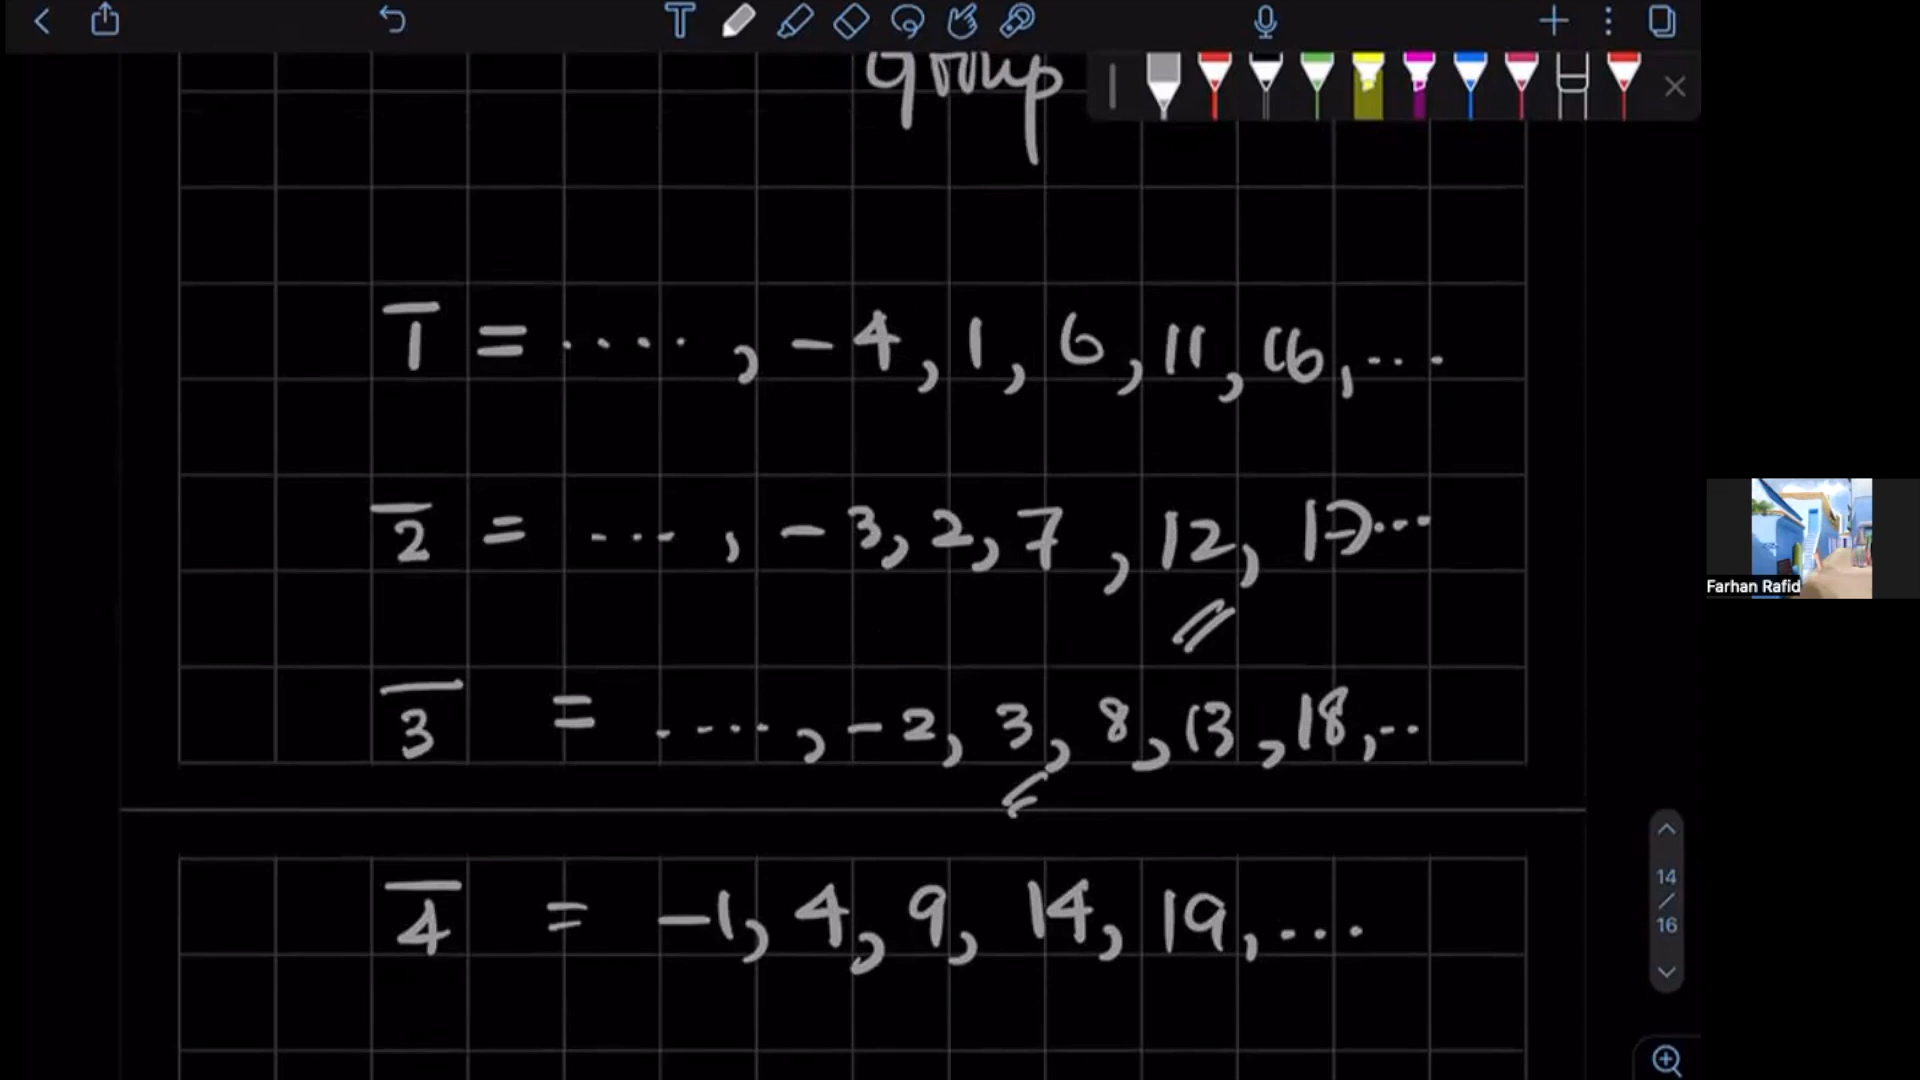 group
1̅ = ...., -4, 1, 6, 11, 16, ...
2̅ = ..., -3, 2, 7, 12, 17...
3̅ = ...., -2, 3, 8, 13, 18, ..
4̅ = -1, 4, 9, 14, 19, ...
14
/
16
Farhan Rafid